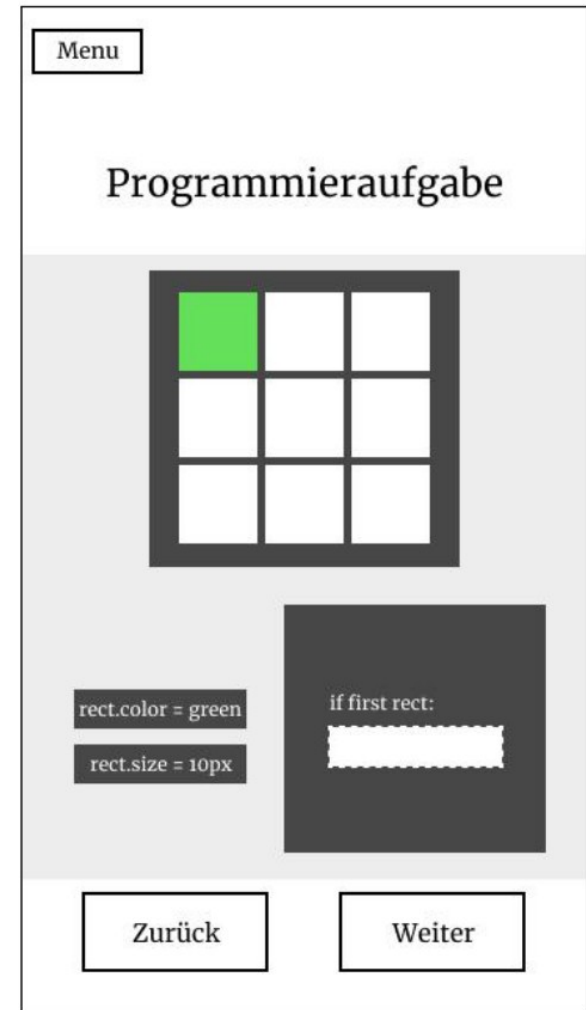 Menu
Programmieraufgabe
if first rect:
rect.color = green
rect.size = 10px
Zurück
Weiter